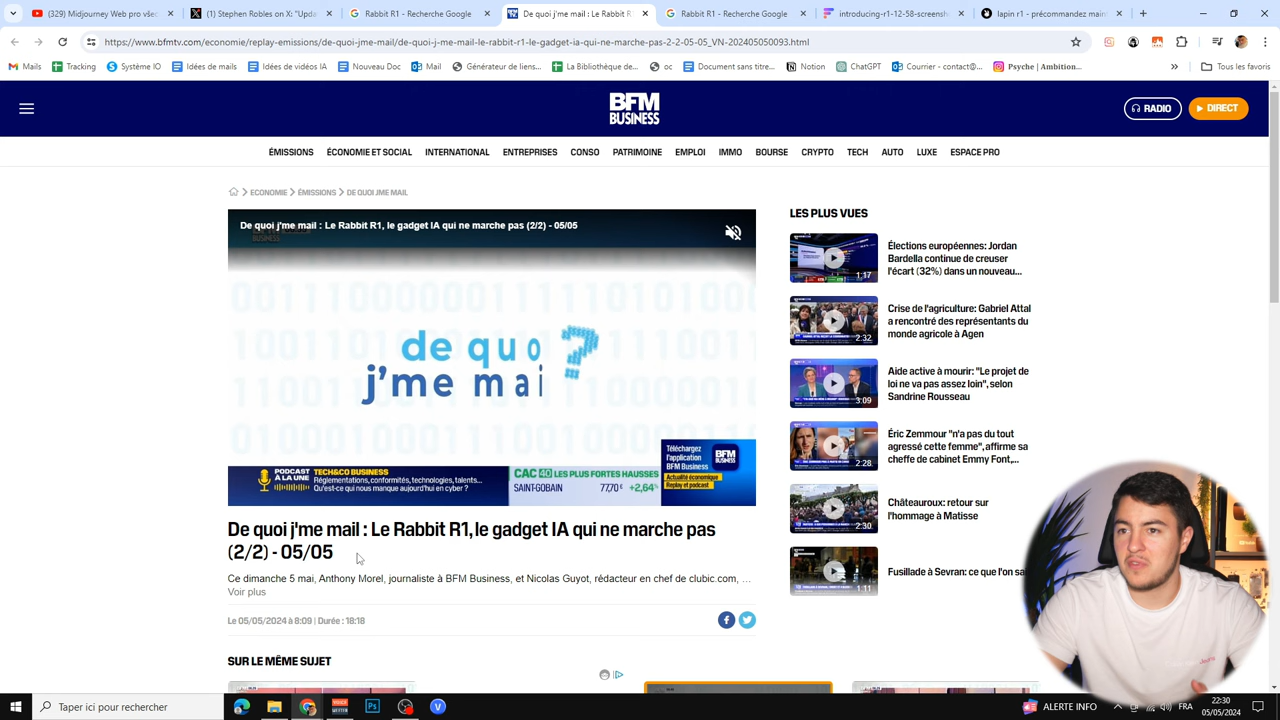 (329) Midjourney Vidéo to vidéo
(1) Stephen Robles on X: "Upda
Rabbit R1 - Recherche Google
De quoi j'me mail : Le Rabbit R1
Rabbit R1 - Recherche Google
introducing-r1-12-58-screensh
lapin r1 - précommandez main
https://www.bfmtv.com/economie/replay-emissions/de-quoi-jme-mail/de-quoi-j-me-mail-le-rabbit-r1-le-gadget-ia-qui-ne-marche-pas-2-2-05-05_VN-202405050093.html
Mails
Tracking
Système IO
Idées de mails
Idées de vidéos IA
Nouveau Doc
Mail
Générateur de liens...
La Bibliothèque de...
oc
Document sans titre...
Notion
ChatGPT
Courrier - contact@...
Psyche | Ambition...
»
Tous les favoris
BFM
BUSINESS
RADIO
DIRECT
ÉMISSIONS
ÉCONOMIE ET SOCIAL
INTERNATIONAL
ENTREPRISES
CONSO
PATRIMOINE
EMPLOI
IMMO
BOURSE
CRYPTO
TECH
AUTO
LUXE
ESPACE PRO
ECONOMIE
ÉMISSIONS
DE QUOI JME MAIL
De quoi j'me mail : Le Rabbit R1, le gadget IA qui ne marche pas (2/2) - 05/05
BUSINESS
de quoi ?
j'me mai
PODCAST
À LA UNE
TECH&CO BUSINESS
Réglementations, conformités, technologies, talents...
Qu'est-ce qui nous manque aujourd'hui en cyber ?
CAC 40 LES PLUS FORTES HAUSSES
SAINT-GOBAIN 77,70 € +2,64%
Téléchargez
l'application
BFM Business
Actualité économique
Replay et podcast
BFM
BUSINESS
De quoi j'me mail : Le Rabbit R1, le gadget IA qui ne marche pas
(2/2) - 05/05
Ce dimanche 5 mai, Anthony Morel, journaliste à BFM Business, et Nicolas Guyot, rédacteur en chef de clubic.com, ...
Voir plus
Le 05/05/2024 à 8:09 | Durée : 18:18
SUR LE MÊME SUJET
LES PLUS VUES
1:17
Élections européennes: Jordan
Bardella continue de creuser
l'écart (32%) dans un nouveau...
2:32
Crise de l'agriculture: Gabriel Attal
a rencontré des représentants du
monde agricole à Agen
3:09
Aide active à mourir: "Le projet de
loi ne va pas assez loin", selon
Sandrine Rousseau
2:28
Éric Zemmour "n'a pas du tout
agressé cette femme", affirme sa
cheffe de cabinet Emmy Font,...
2:30
Châteauroux: retour sur
l'hommage à Matisse
1:11
Fusillade à Sevran: ce que l'on sa
Taper ici pour rechercher
ALERTE INFO
FRA
22:30
05/05/2024